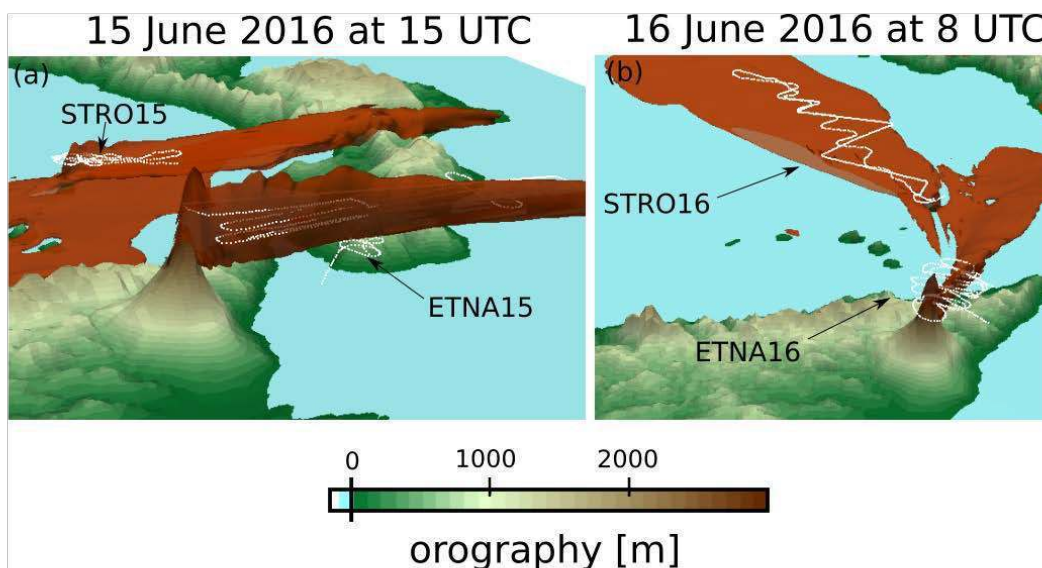 15 June 2016 at 15 UTC
16 June 2016 at 8 UTC
(a)
STRO15
ETNA15
(b)
STRO16
ETNA16
0 1000 2000
orography [m]